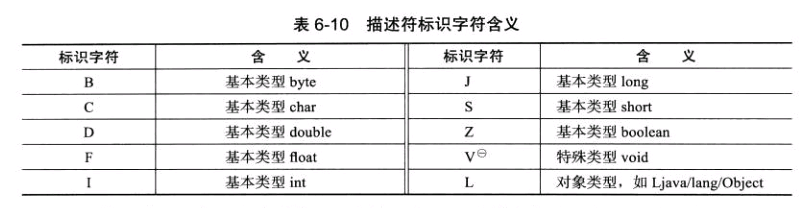 表 6-10 描述符标识字符含义
标识字符 含 义 标识字符 含 义
B 基本类型 byte J 基本类型 long
C 基本类型 char S 基本类型 short
D 基本类型 double Z 基本类型 boolean
F 基本类型 float V㊀ 特殊类型 void
I 基本类型 int L 对象类型，如 Ljava/lang/Object